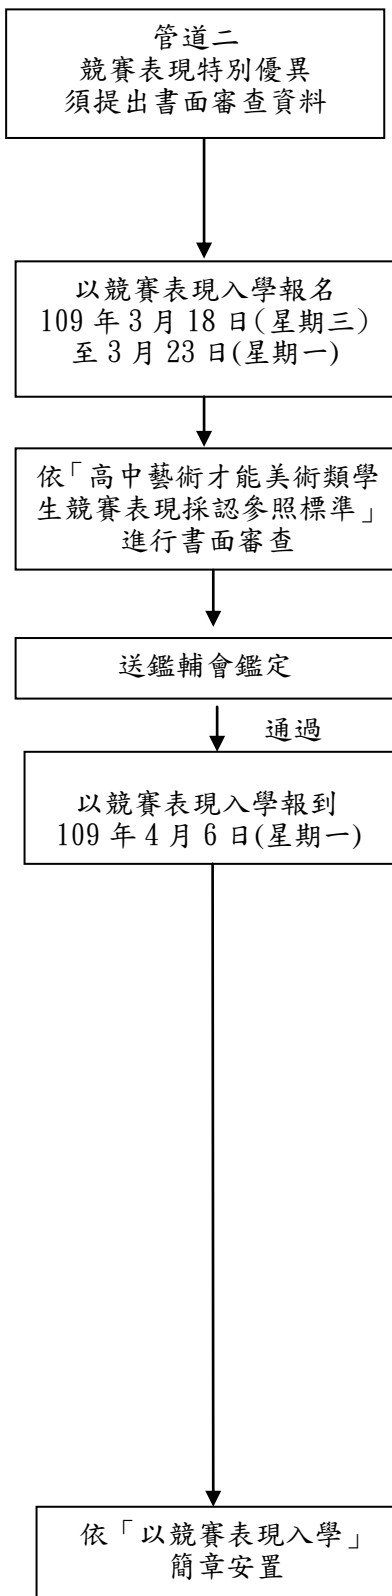 管道二
競賽表現特別優異
須提出書面審查資料
以競賽表現入學報名
109 年 3 月 18 日(星期三)
至 3 月 23 日(星期一)
依「高中藝術才能美術類學
生競賽表現採認參照標準」
進行書面審查
送鑑輔會鑑定
通過
以競賽表現入學報到
109 年 4 月 6 日(星期一)
依「以競賽表現入學」
簡章安置